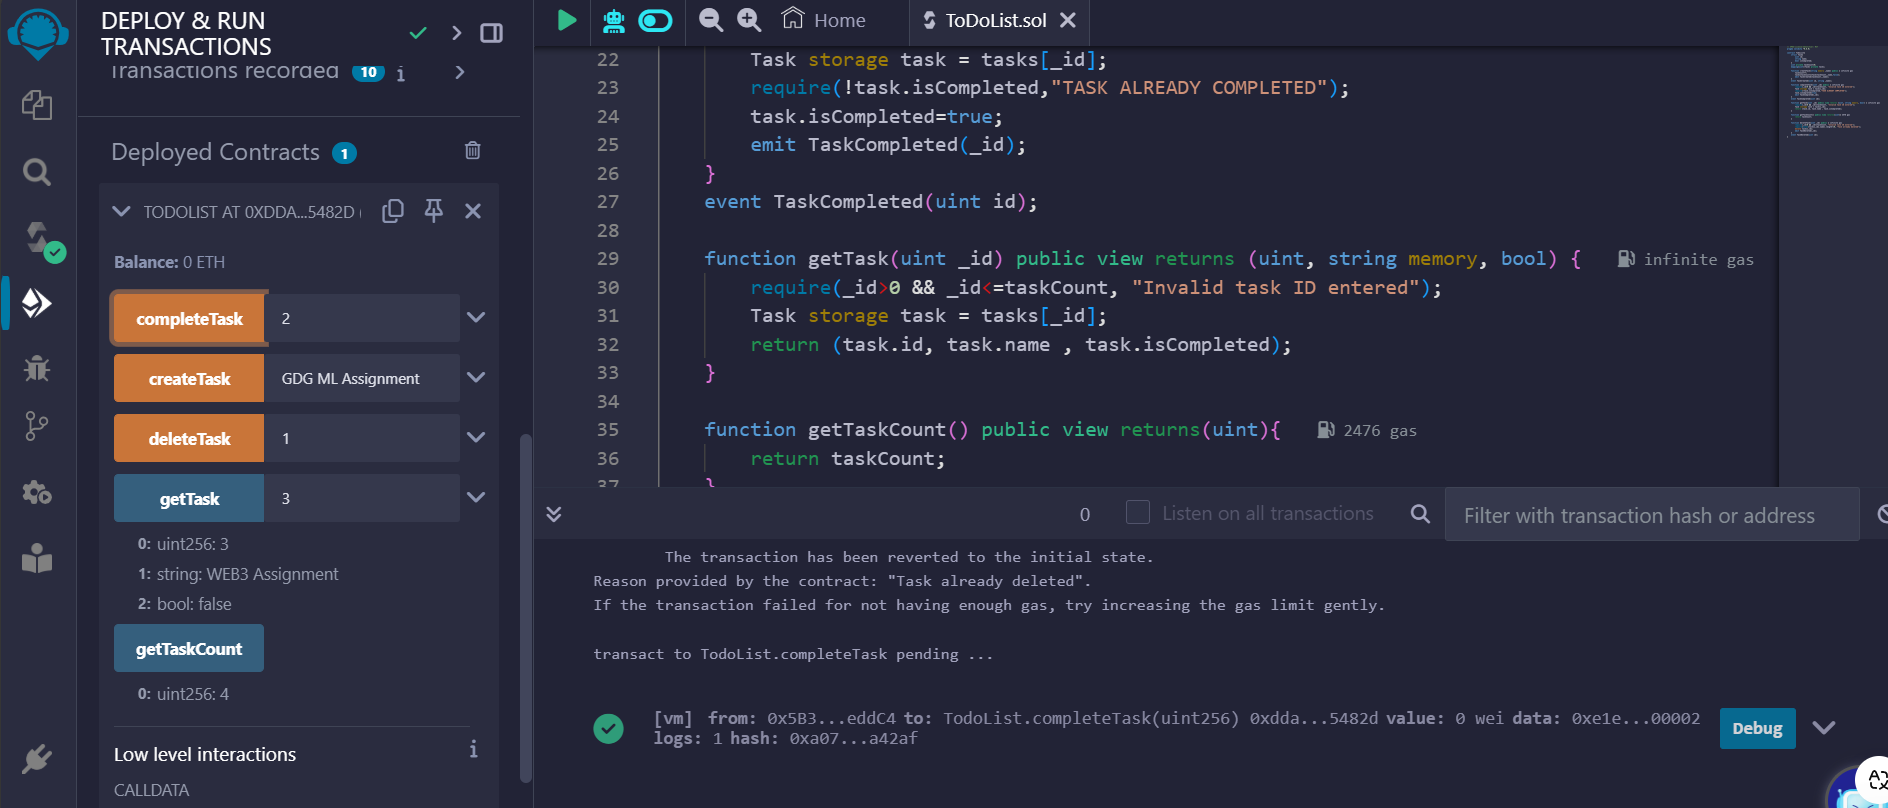 DEPLOY & RUN
TRANSACTIONS
Transactions recorded 10 i
Deployed Contracts 1
TODOLIST AT 0XDDA...5482D (
Balance: 0 ETH
completeTask 2
createTask GDG ML Assignment
deleteTask 1
getTask 3
0: uint256: 3
1: string: WEB3 Assignment
2: bool: false
getTaskCount
0: uint256: 4
Low level interactions i
CALLDATA
Home
ToDoList.sol
22 Task storage task = tasks[_id];
23 require(!task.isCompleted,"TASK ALREADY COMPLETED");
24 task.isCompleted=true;
25 emit TaskCompleted(_id);
26 }
27 event TaskCompleted(uint id);
28
29 function getTask(uint _id) public view returns (uint, string memory, bool) { infinite gas
30 require(_id>0 && _id<=taskCount, "Invalid task ID entered");
31 Task storage task = tasks[_id];
32 return (task.id, task.name , task.isCompleted);
33 }
34
35 function getTaskCount() public view returns(uint){ 2476 gas
36 return taskCount;
37 }
0 Listen on all transactions Filter with transaction hash or address
The transaction has been reverted to the initial state.
Reason provided by the contract: "Task already deleted".
If the transaction failed for not having enough gas, try increasing the gas limit gently.
transact to TodoList.completeTask pending ...
[vm] from: 0x5B3...eddC4 to: TodoList.completeTask(uint256) 0xdda...5482d value: 0 wei data: 0xe1e...00002
logs: 1 hash: 0xa07...a42af
Debug